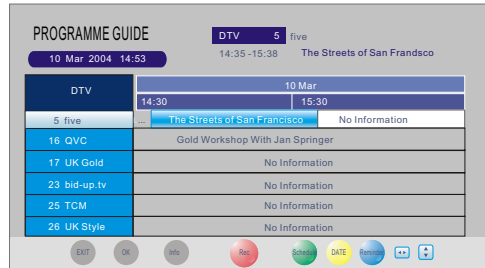 PROGRAMME GUIDE
DTV 5 five
10 Mar 2004 14:53
14:35 -15:38 The Streets of San Frandsco
DTV
10 Mar
14:30 15:30
5 five ... The Streets of San Francisco No Information
16 QVC Gold Workshop With Jan Springer
17 UK Gold No Information
23 bid-up.tv No Information
25 TCM No Information
26 UK Style No Information
EXIT OK Info Rec Schedule DATE Reminder